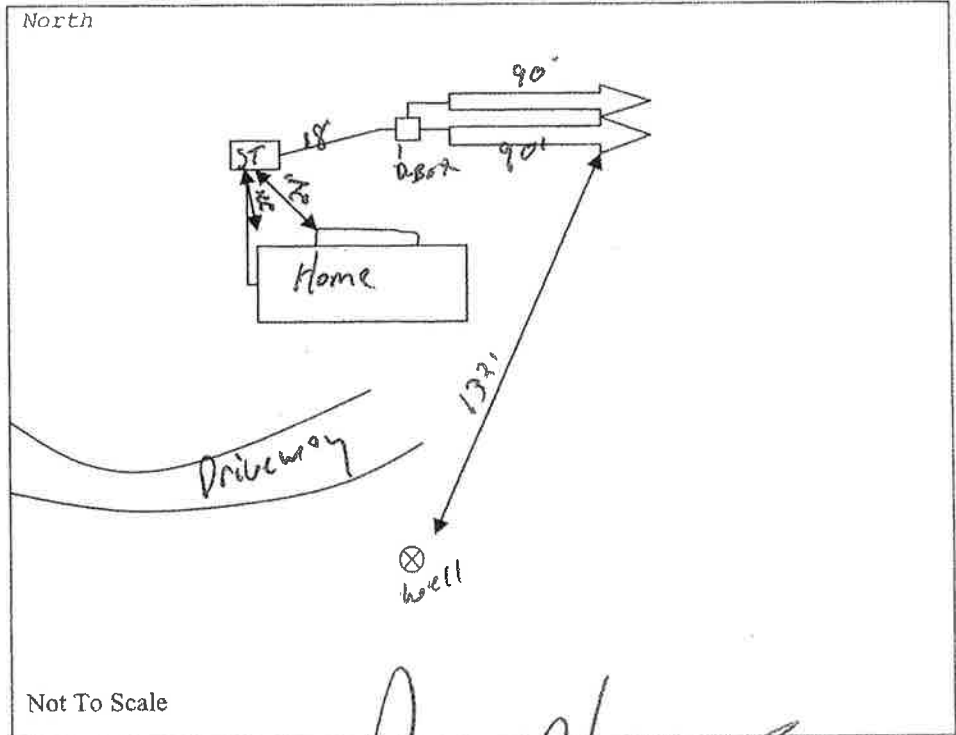 North
90'
18'
ST
D-Box
90'
Home
132'
Driveway
well
Not To Scale